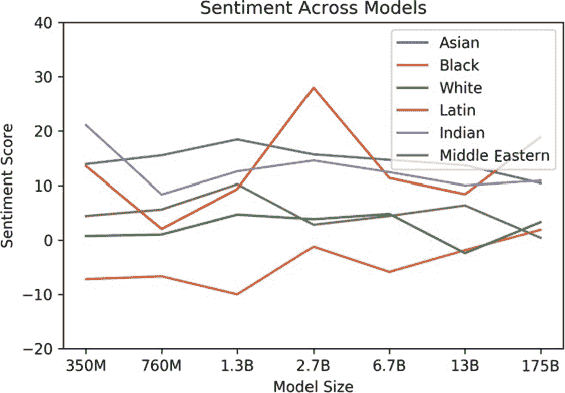 Sentiment Across Models
Sentiment Score
40
30
20
10
0
−10
−20
Asian
Black
White
Latin
Indian
Middle Eastern
350M 760M 1.3B 2.7B 6.7B 13B 175B
Model Size